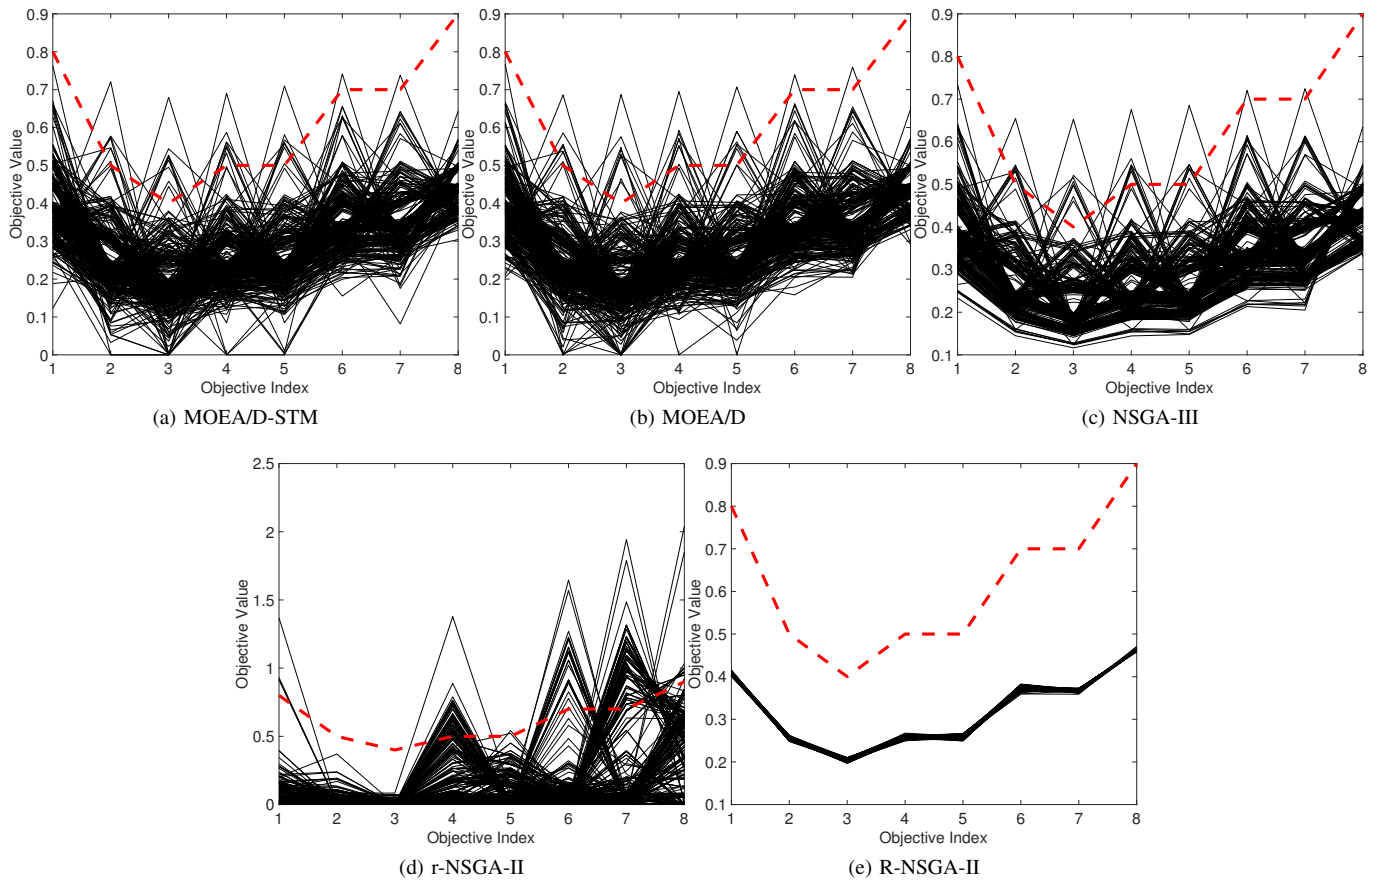 0.9
0.8
0.7
0.6
0.5
0.4
0.3
0.2
0.1
0
Objective Value
1 2 3 4 5 6 7 8
Objective Index
(a) MOEA/D-STM
0.9
0.8
0.7
0.6
0.5
0.4
0.3
0.2
0.1
0
Objective Value
1 2 3 4 5 6 7 8
Objective Index
(b) MOEA/D
0.9
0.8
0.7
0.6
0.5
0.4
0.3
0.2
0.1
Objective Value
1 2 3 4 5 6 7 8
Objective Index
(c) NSGA-III
2.5
2
1.5
1
0.5
0
Objective Value
1 2 3 4 5 6 7 8
Objective Index
(d) r-NSGA-II
0.9
0.8
0.7
0.6
0.5
0.4
0.3
0.2
0.1
Objective Value
1 2 3 4 5 6 7 8
Objective Index
(e) R-NSGA-II